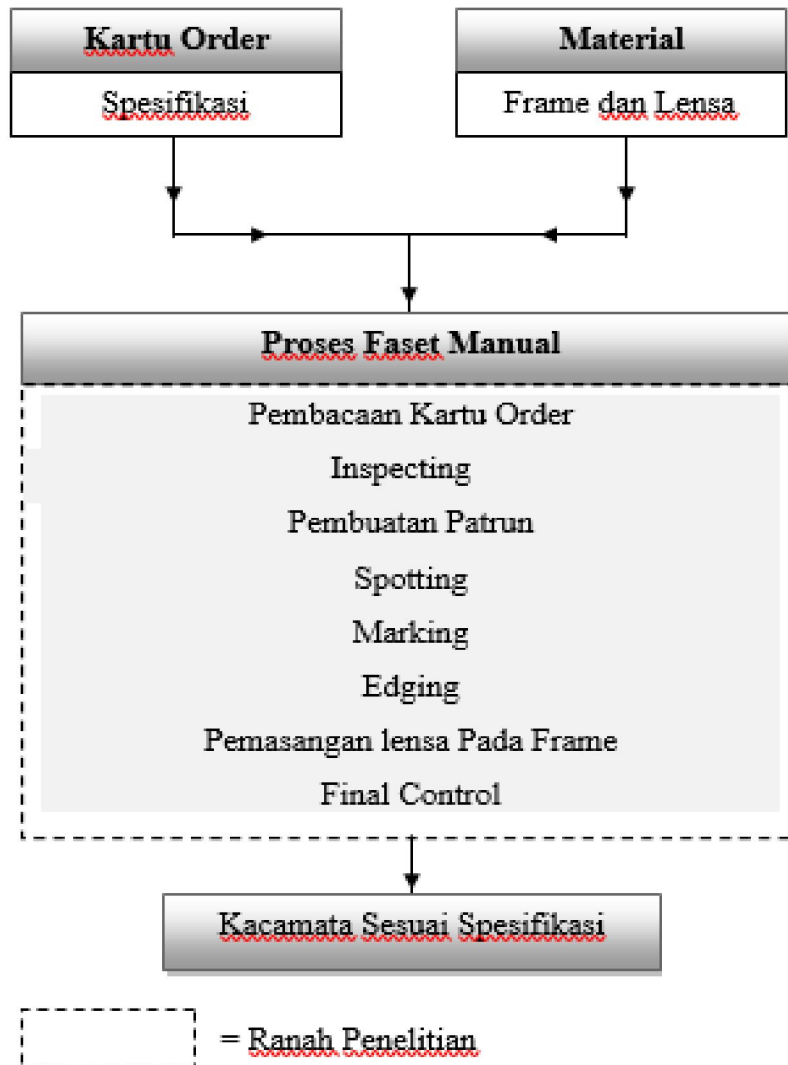 Kartu Order
Spesifikasi
Material
Frame dan Lensa
Proses Faset Manual
Pembacaan Kartu Order
Inspecting
Pembuatan Patrun
Spotting
Marking
Edging
Pemasangan lensa Pada Frame
Final Control
Kacamata Sesuai Spesifikasi
= Ranah Penelitian